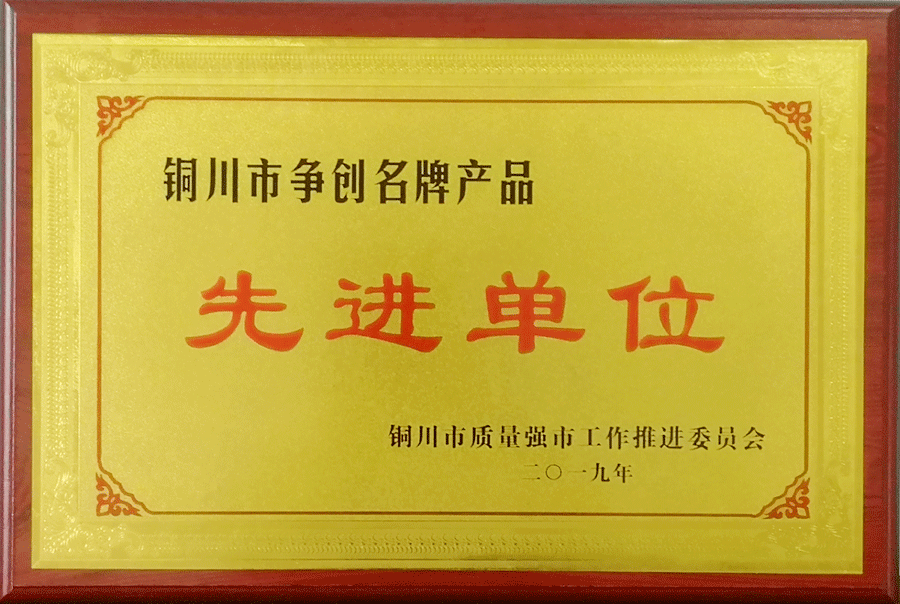 铜川市争创名牌产品
先进单位
铜川市质量强市工作推进委员会
二〇一九年